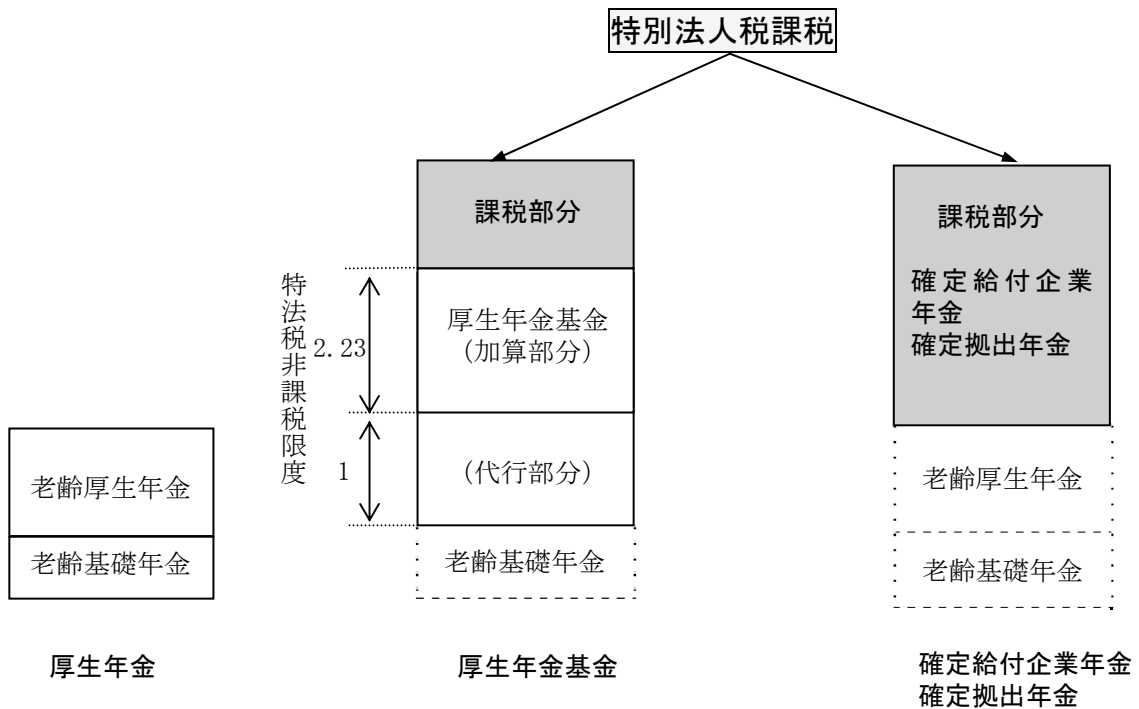 特別法人税課税
課税部分
特法税非課税限度
2.23
厚生年金基金
(加算部分)
1
(代行部分)
老齢基礎年金
課税部分
確定給付企業
年金
確定拠出年金
老齢厚生年金
老齢基礎年金
老齢厚生年金
老齢基礎年金
厚生年金
厚生年金基金
確定給付企業年金
確定拠出年金